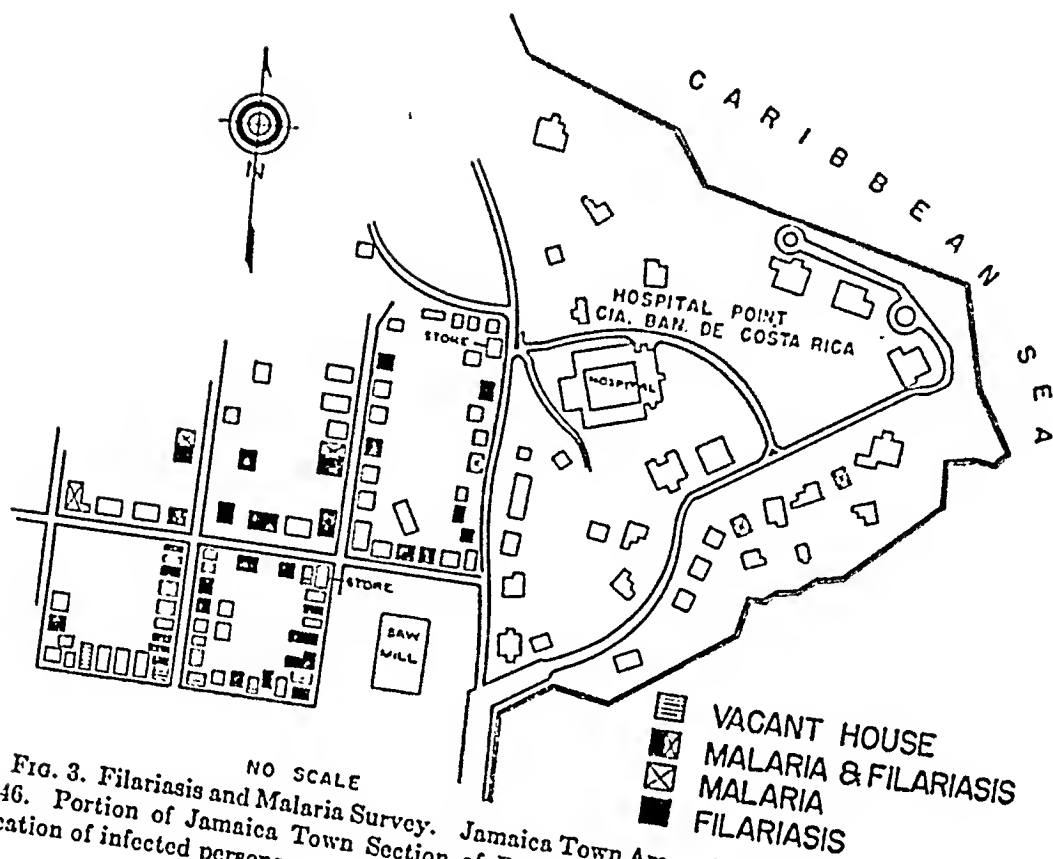 CARIBBEAN SEA
N
HOSPITAL POINT
CIA. BAN. DE COSTA RICA
STORE
HOSPITAL
STORE
SAW
MILL
VACANT HOUSE
MALARIA & FILARIASIS
MALARIA
FILARIASIS
NO SCALE
FIG. 3. Filariasis and Malaria Survey. Jamaica Town
46. Portion of Jamaica Town Section of
cation of infected persons